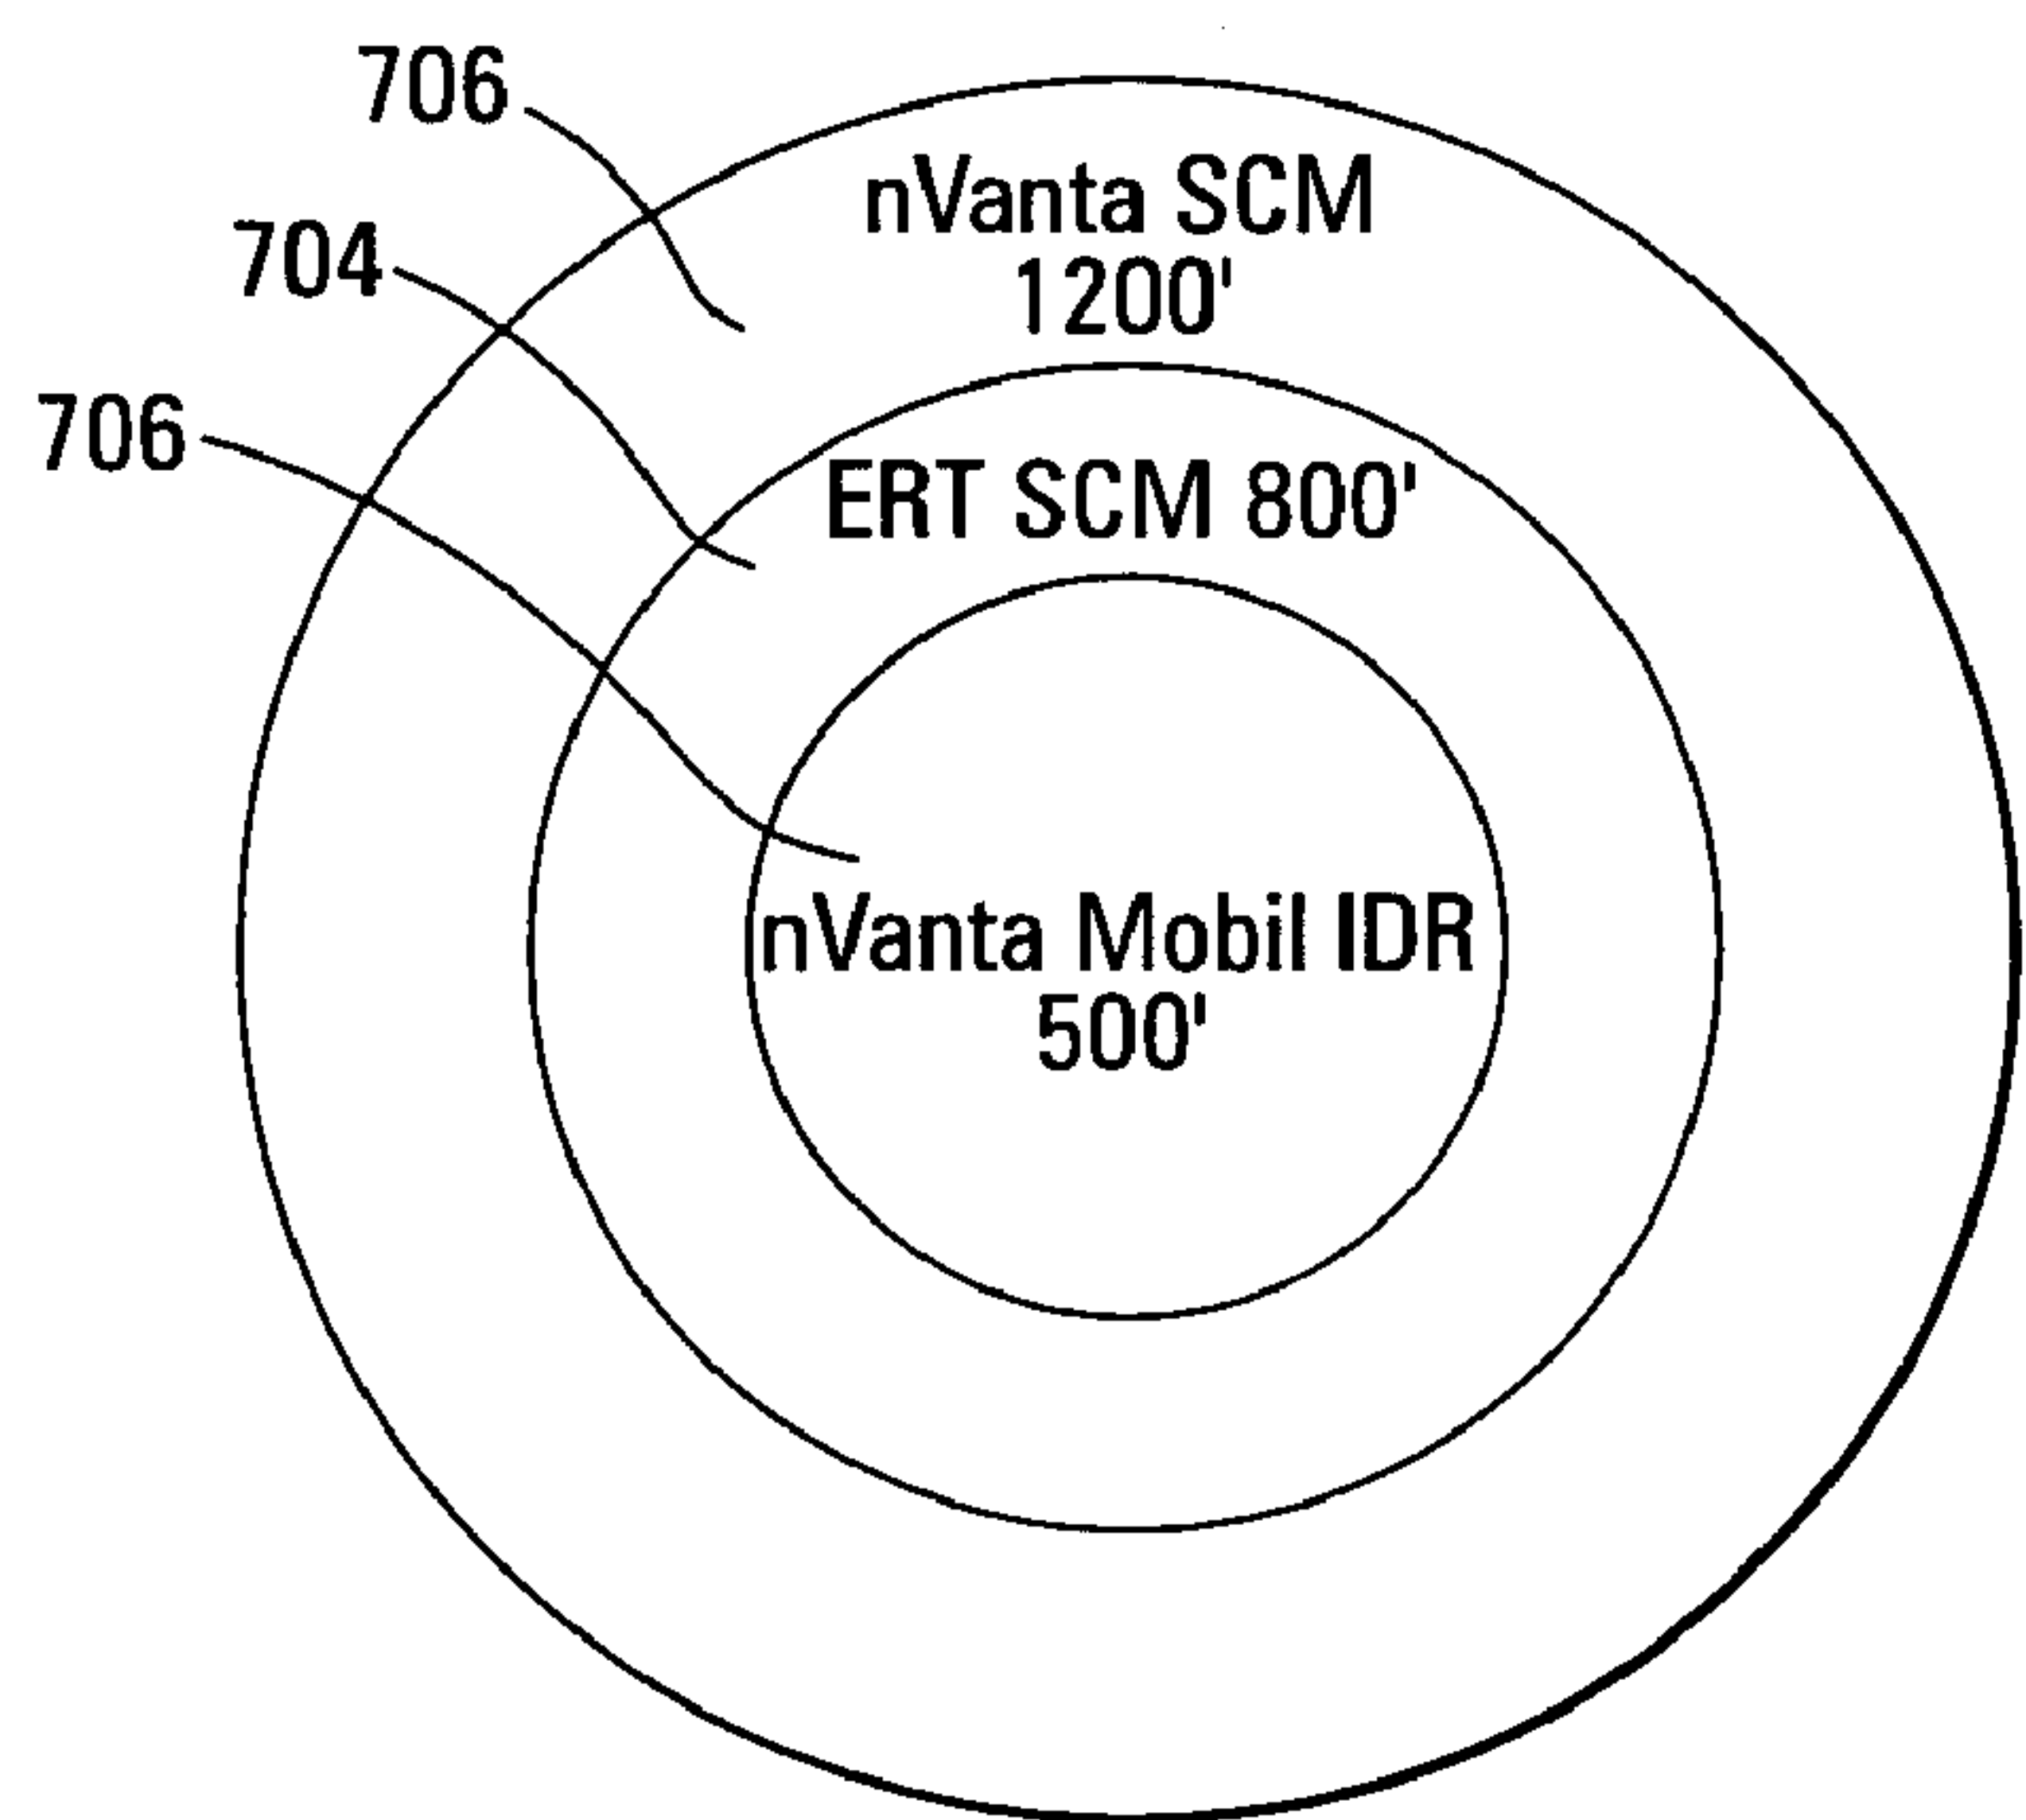 706
nVanta SCM
1200'
704
706
ERT SCM 800'
nVanta Mobil IDR
500'